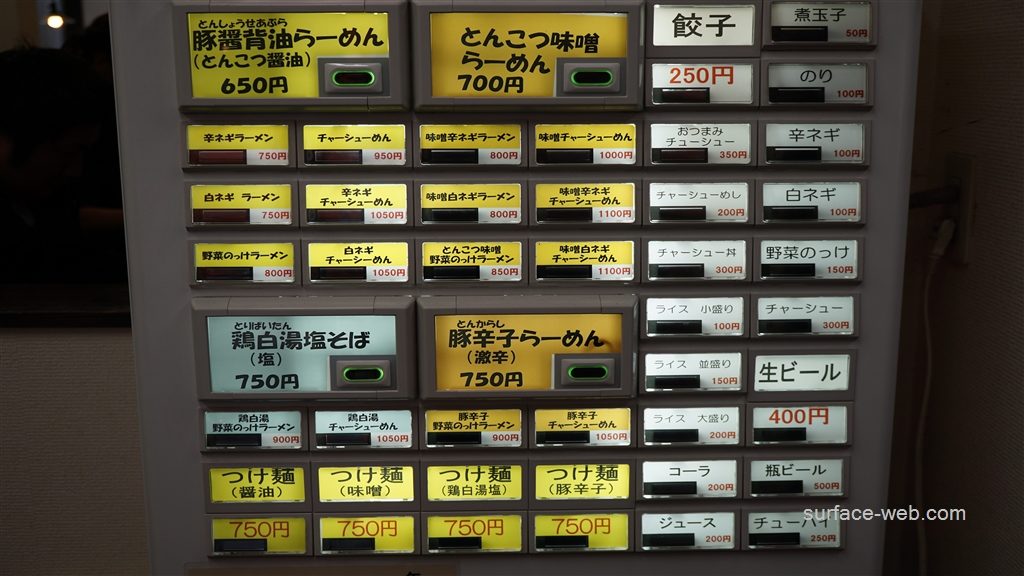 とんしょうせあぶら
豚醤背油らーめん
(とんこつ醤油)
650円
とんこつ味噌
らーめん
700円
餃子
250円
煮玉子
50円
のり
100円
辛ネギラーメン
750円
チャーシューめん
950円
味噌辛ネギラーメン
800円
味噌チャーシューめん
1000円
おつまみ
チューシュー
350円
辛ネギ
100円
白ネギ ラーメン
750円
辛ネギ
チャーシューめん
1050円
味噌白ネギラーメン
800円
味噌辛ネギ
チャーシューめん
1100円
チャーシューめし
200円
白ネギ
100円
野菜のっけラーメン
800円
白ネギ
チャーシーめん
1050円
とんこつ味噌
野菜のっけラーメン
850円
味噌白ネギ
チャーシーめん
1100円
チャーシュー丼
300円
野菜のっけ
150円
とりぱいたん
鶏白湯塩そば
(塩)
750円
とんからし
豚辛子らーめん
(激辛)
750円
ライス 小盛り
100円
チャーシュー
300円
ライス 並盛り
150円
生ビール
400円
鶏白湯
野菜のっけめん
900円
鶏白湯
チャーシューめん
1050円
豚辛子
野菜のっけめん
900円
豚辛子
チャーシューめん
1050円
ライス 大盛り
200円
つけ麺
(醤油)
750円
つけ麺
(味噌)
750円
つけ麺
(鶏白湯塩)
750円
つけ麺
(豚辛子)
750円
コーラ
200円
瓶ビール
500円
ジュース
200円
チューハイ
250円
surface-web.com